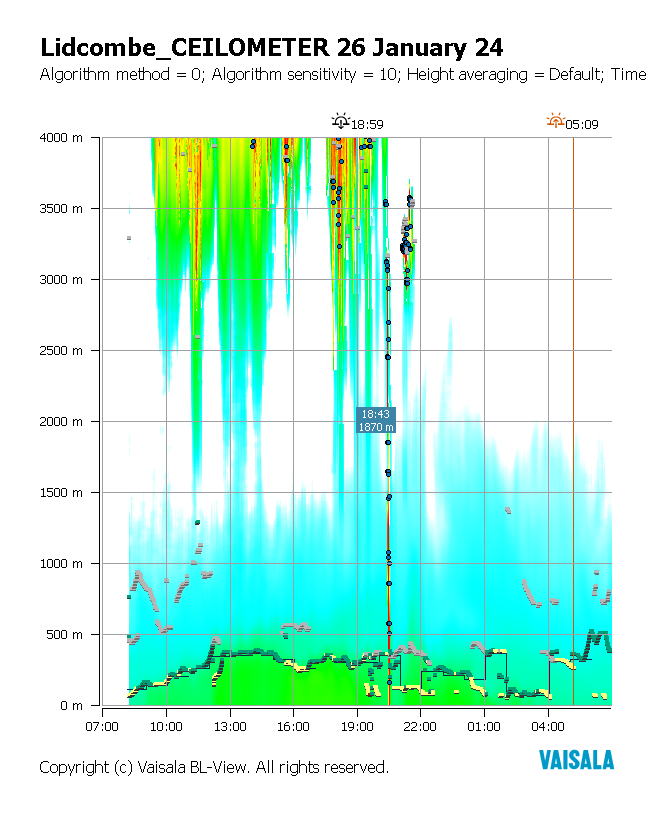 Lidcombe_CEILOMETER 26 January 24
Algorithm method = 0; Algorithm sensitivity = 10; Height averaging = Default; Time
18:59 05:09
4000 m
3500 m
3000 m
2500 m
2000 m
18:43
1870 m
1500 m
1000 m
500 m
0 m
07:00 10:00 13:00 16:00 19:00 22:00 01:00 04:00
Copyright (c) Vaisala BL-View. All rights reserved.
VAISALA